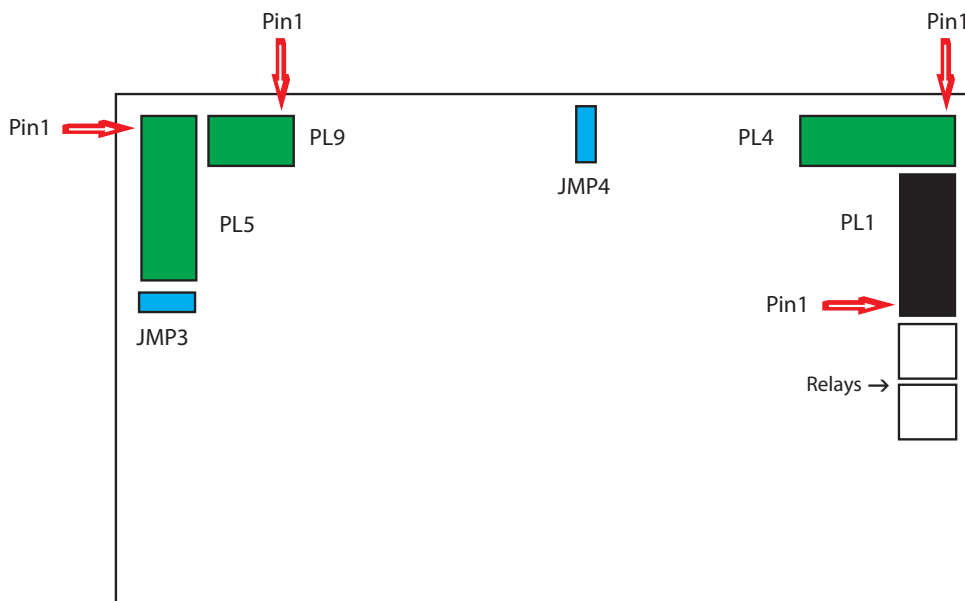 Pin1
Pin1
Pin1
PL9
PL4
JMP4
PL5
PL1
Pin1
JMP3
Relays →